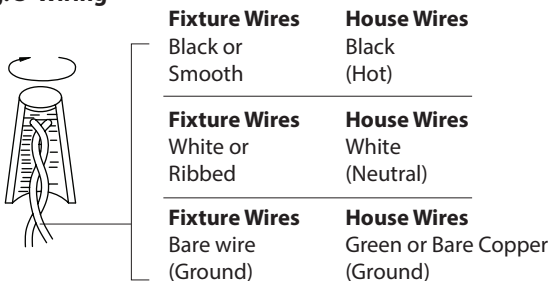 Fixture Wires House Wires
Black or Black
Smooth (Hot)
Fixture Wires House Wires
White or White
Ribbed (Neutral)
Fixture Wires House Wires
Bare wire Green or Bare Copper
(Ground) (Ground)